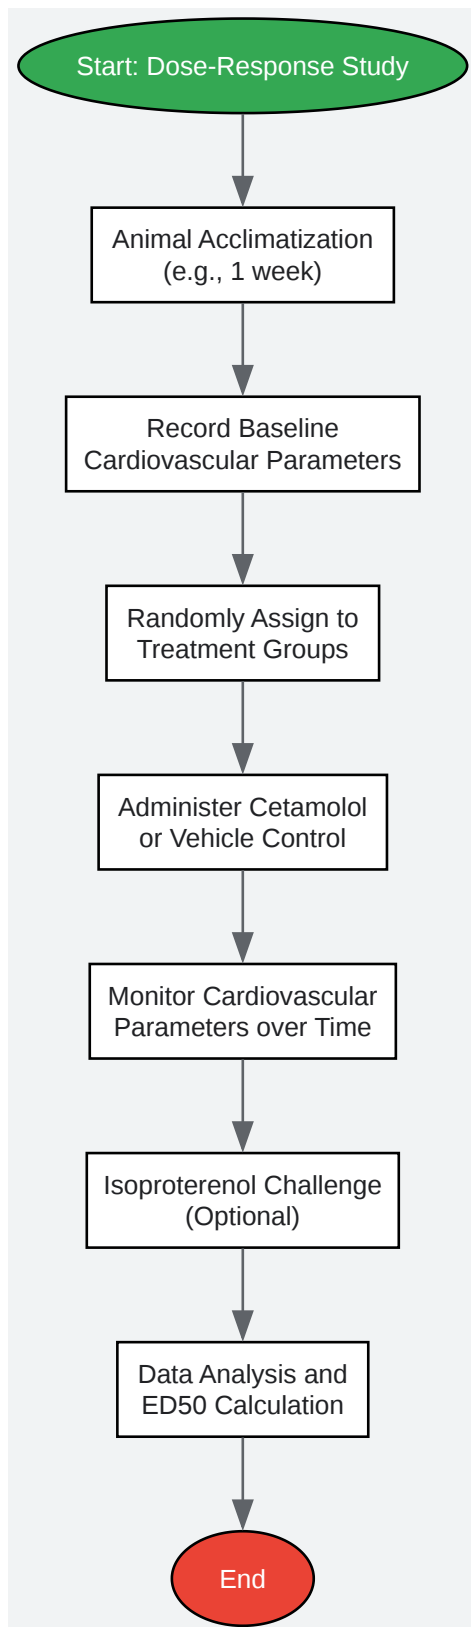 Start: Dose-Response Study
Animal Acclimatization
(e.g., 1 week)
Record Baseline
Cardiovascular Parameters
Randomly Assign to
Treatment Groups
Administer Cetamolol
or Vehicle Control
Monitor Cardiovascular
Parameters over Time
Isoproterenol Challenge
(Optional)
Data Analysis and
ED50 Calculation
End